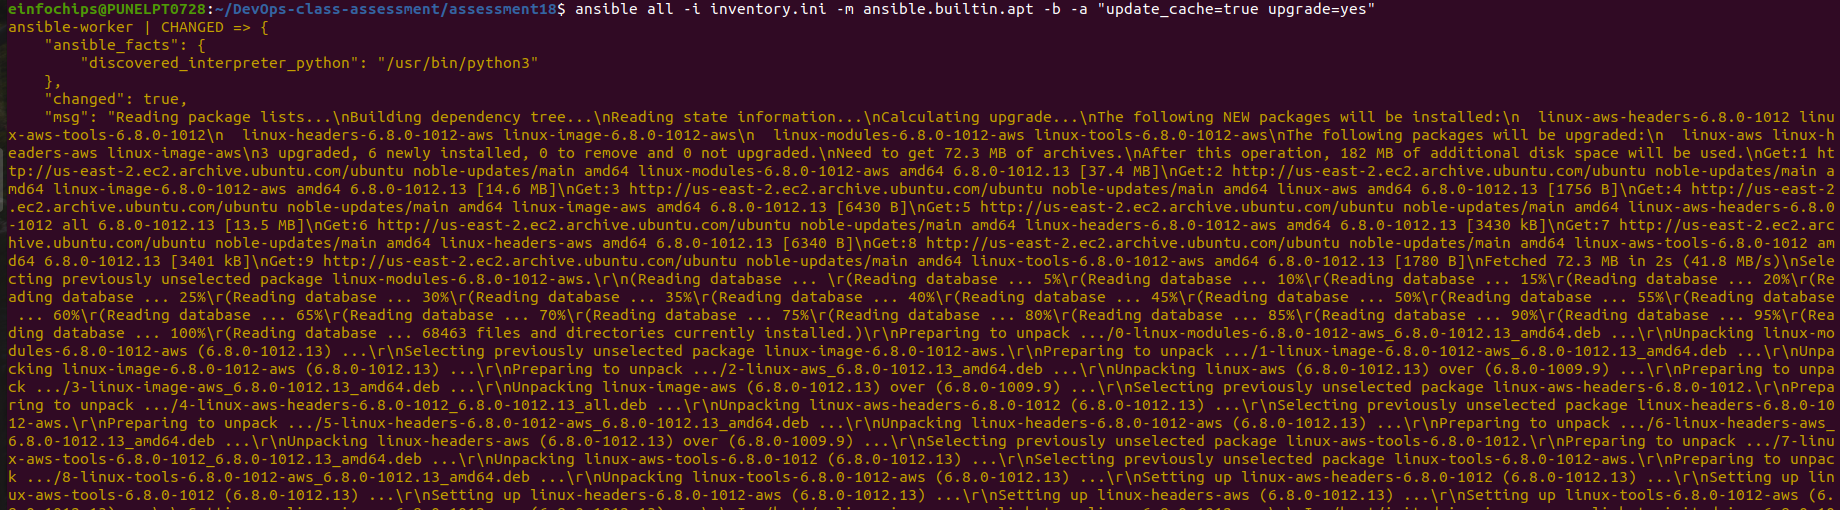 einfochips@PUNELPT0728:~/DevOps-class-assessment/assessment18$ ansible all -i inventory.ini -m ansible.builtin.apt -b -a "update_cache=true upgrade=yes"
ansible-worker | CHANGED => {
    "ansible_facts": {
        "discovered_interpreter_python": "/usr/bin/python3"
    },
    "changed": true,
    "msg": "Reading package lists...\nBuilding dependency tree...\nReading state information...\nCalculating upgrade...\nThe following NEW packages will be installed:\n  linux-aws-headers-6.8.0-1012 linu
x-aws-tools-6.8.0-1012\n  linux-headers-6.8.0-1012-aws linux-image-6.8.0-1012-aws\n  linux-modules-6.8.0-1012-aws linux-tools-6.8.0-1012-aws\nThe following packages will be upgraded:\n  linux-aws linux-h
eaders-aws linux-image-aws\n3 upgraded, 6 newly installed, 0 to remove and 0 not upgraded.\nNeed to get 72.3 MB of archives.\nAfter this operation, 182 MB of additional disk space will be used.\nGet:1 ht
tp://us-east-2.ec2.archive.ubuntu.com/ubuntu noble-updates/main amd64 linux-modules-6.8.0-1012-aws amd64 6.8.0-1012.13 [37.4 MB]\nGet:2 http://us-east-2.ec2.archive.ubuntu.com/ubuntu noble-updates/main a
md64 linux-image-6.8.0-1012-aws amd64 6.8.0-1012.13 [14.6 MB]\nGet:3 http://us-east-2.ec2.archive.ubuntu.com/ubuntu noble-updates/main amd64 linux-aws amd64 6.8.0-1012.13 [1756 B]\nGet:4 http://us-east-2
.ec2.archive.ubuntu.com/ubuntu noble-updates/main amd64 linux-image-aws amd64 6.8.0-1012.13 [6430 B]\nGet:5 http://us-east-2.ec2.archive.ubuntu.com/ubuntu noble-updates/main amd64 linux-aws-headers-6.8.0
-1012 all 6.8.0-1012.13 [13.5 MB]\nGet:6 http://us-east-2.ec2.archive.ubuntu.com/ubuntu noble-updates/main amd64 linux-headers-6.8.0-1012-aws amd64 6.8.0-1012.13 [3430 kB]\nGet:7 http://us-east-2.ec2.arc
hive.ubuntu.com/ubuntu noble-updates/main amd64 linux-headers-aws amd64 6.8.0-1012.13 [6340 B]\nGet:8 http://us-east-2.ec2.archive.ubuntu.com/ubuntu noble-updates/main amd64 linux-aws-tools-6.8.0-1012 am
d64 6.8.0-1012.13 [3401 kB]\nGet:9 http://us-east-2.ec2.archive.ubuntu.com/ubuntu noble-updates/main amd64 linux-tools-6.8.0-1012-aws amd64 6.8.0-1012.13 [1780 B]\nFetched 72.3 MB in 2s (41.8 MB/s)\nSele
cting previously unselected package linux-modules-6.8.0-1012-aws.\r\n(Reading database ... \r(Reading database ... 5%\r(Reading database ... 10%\r(Reading database ... 15%\r(Reading database ... 20%\r(Re
ading database ... 25%\r(Reading database ... 30%\r(Reading database ... 35%\r(Reading database ... 40%\r(Reading database ... 45%\r(Reading database ... 50%\r(Reading database ... 55%\r(Reading database
 ... 60%\r(Reading database ... 65%\r(Reading database ... 70%\r(Reading database ... 75%\r(Reading database ... 80%\r(Reading database ... 85%\r(Reading database ... 90%\r(Reading database ... 95%\r(Rea
ding database ... 100%\r(Reading database ... 68463 files and directories currently installed.)\r\nPreparing to unpack .../0-linux-modules-6.8.0-1012-aws_6.8.0-1012.13_amd64.deb ...\r\nUnpacking linux-mo
dules-6.8.0-1012-aws (6.8.0-1012.13) ...\r\nSelecting previously unselected package linux-image-6.8.0-1012-aws.\r\nPreparing to unpack .../1-linux-image-6.8.0-1012-aws_6.8.0-1012.13_amd64.deb ...\r\nUnpa
cking linux-image-6.8.0-1012-aws (6.8.0-1012.13) ...\r\nPreparing to unpack .../2-linux-aws_6.8.0-1012.13_amd64.deb ...\r\nUnpacking linux-aws (6.8.0-1012.13) over (6.8.0-1009.9) ...\r\nPreparing to unpa
ck .../3-linux-image-aws_6.8.0-1012.13_amd64.deb ...\r\nUnpacking linux-image-aws (6.8.0-1012.13) over (6.8.0-1009.9) ...\r\nSelecting previously unselected package linux-aws-headers-6.8.0-1012.\r\nPrepa
ring to unpack .../4-linux-aws-headers-6.8.0-1012_6.8.0-1012.13_all.deb ...\r\nUnpacking linux-aws-headers-6.8.0-1012 (6.8.0-1012.13) ...\r\nSelecting previously unselected package linux-headers-6.8.0-10
12-aws.\r\nPreparing to unpack .../5-linux-headers-6.8.0-1012-aws_6.8.0-1012.13_amd64.deb ...\r\nUnpacking linux-headers-6.8.0-1012-aws (6.8.0-1012.13) ...\r\nPreparing to unpack .../6-linux-headers-aws_
6.8.0-1012.13_amd64.deb ...\r\nUnpacking linux-headers-aws (6.8.0-1012.13) over (6.8.0-1009.9) ...\r\nSelecting previously unselected package linux-aws-tools-6.8.0-1012.\r\nPreparing to unpack .../7-linu
x-aws-tools-6.8.0-1012_6.8.0-1012.13_amd64.deb ...\r\nUnpacking linux-aws-tools-6.8.0-1012 (6.8.0-1012.13) ...\r\nSelecting previously unselected package linux-tools-6.8.0-1012-aws.\r\nPreparing to unpac
k .../8-linux-tools-6.8.0-1012-aws_6.8.0-1012.13_amd64.deb ...\r\nUnpacking linux-tools-6.8.0-1012-aws (6.8.0-1012.13) ...\r\nSetting up linux-aws-headers-6.8.0-1012 (6.8.0-1012.13) ...\r\nSetting up lin
ux-aws-tools-6.8.0-1012 (6.8.0-1012.13) ...\r\nSetting up linux-headers-6.8.0-1012-aws (6.8.0-1012.13) ...\r\nSetting up linux-headers-aws (6.8.0-1012.13) ...\r\nSetting up linux-tools-6.8.0-1012-aws (6.